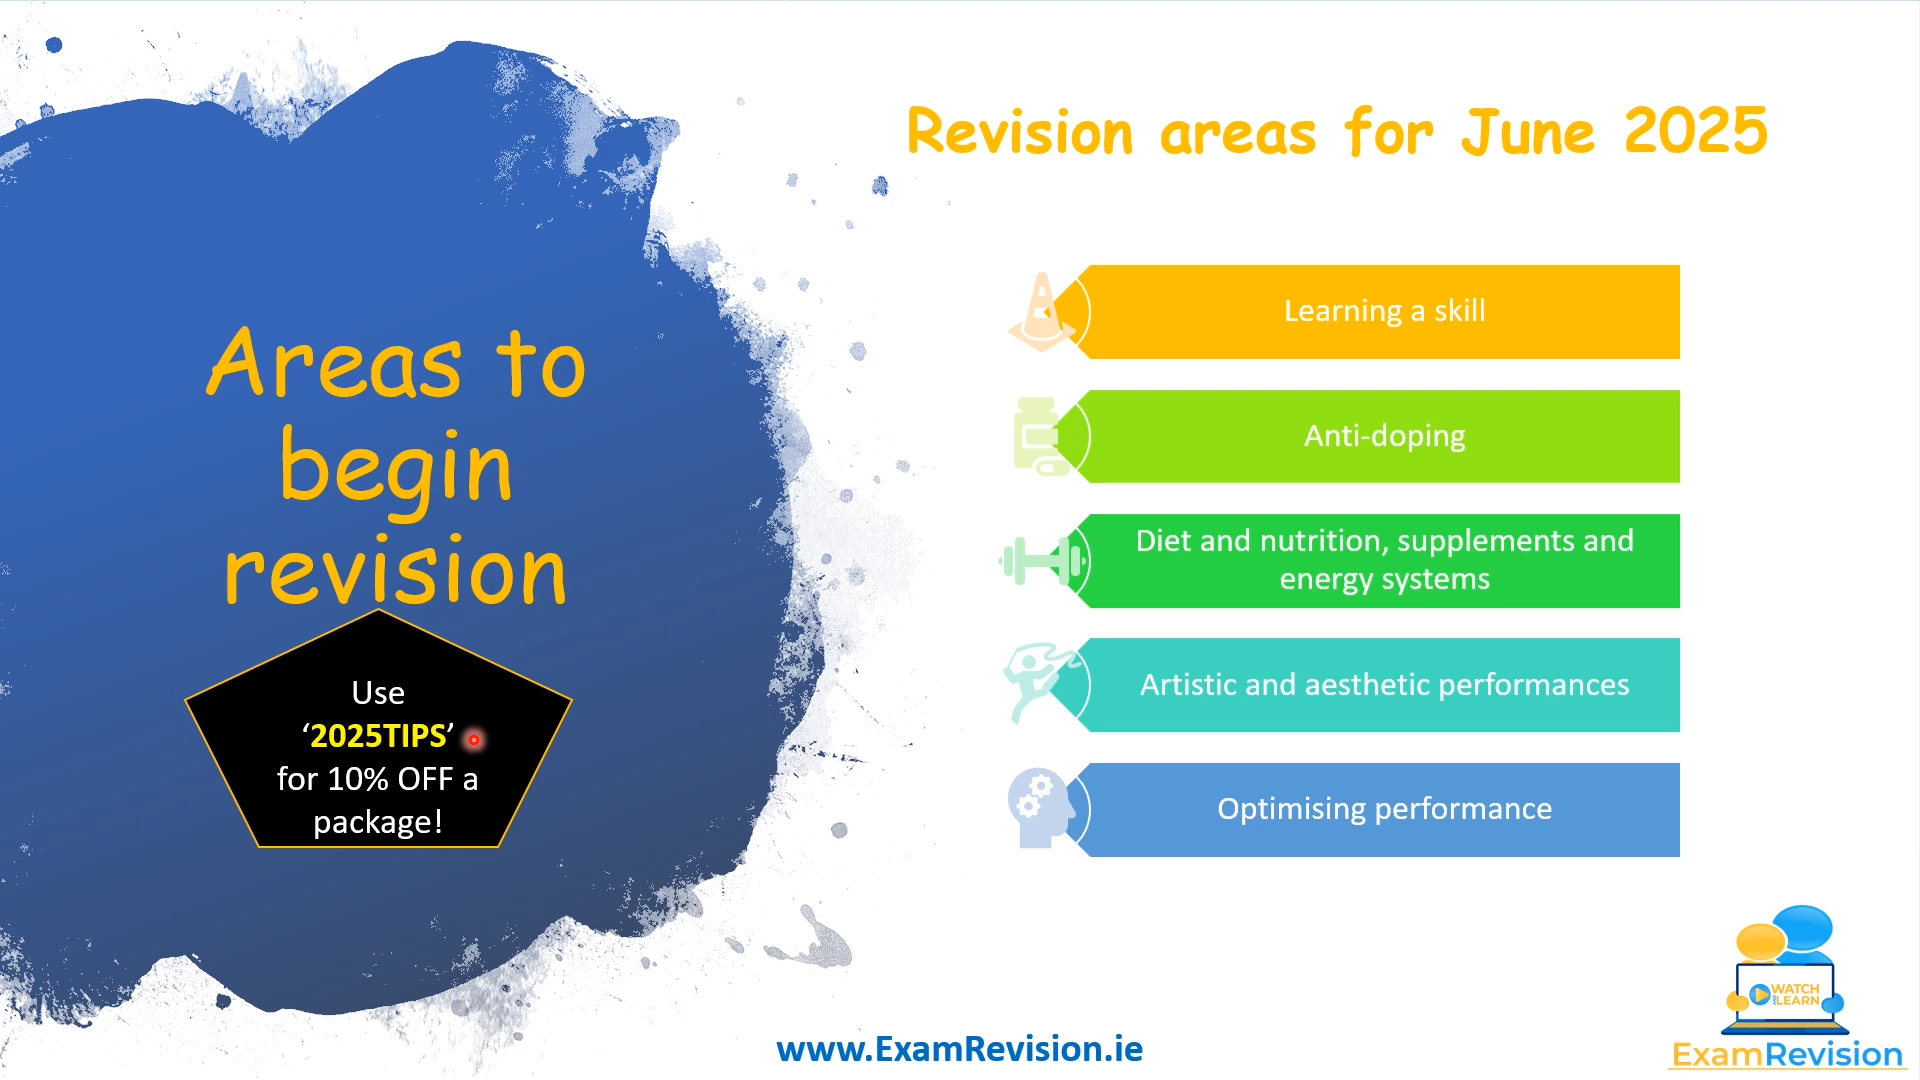 Revision areas for June 2025
Areas to
begin
revision
Use
‘2025TIPS’
for 10% OFF a
package!
Learning a skill
Anti-doping
Diet and nutrition, supplements and
energy systems
Artistic and aesthetic performances
Optimising performance
www.ExamRevision.ie
WATCH
AND LEARN
ExamRevision